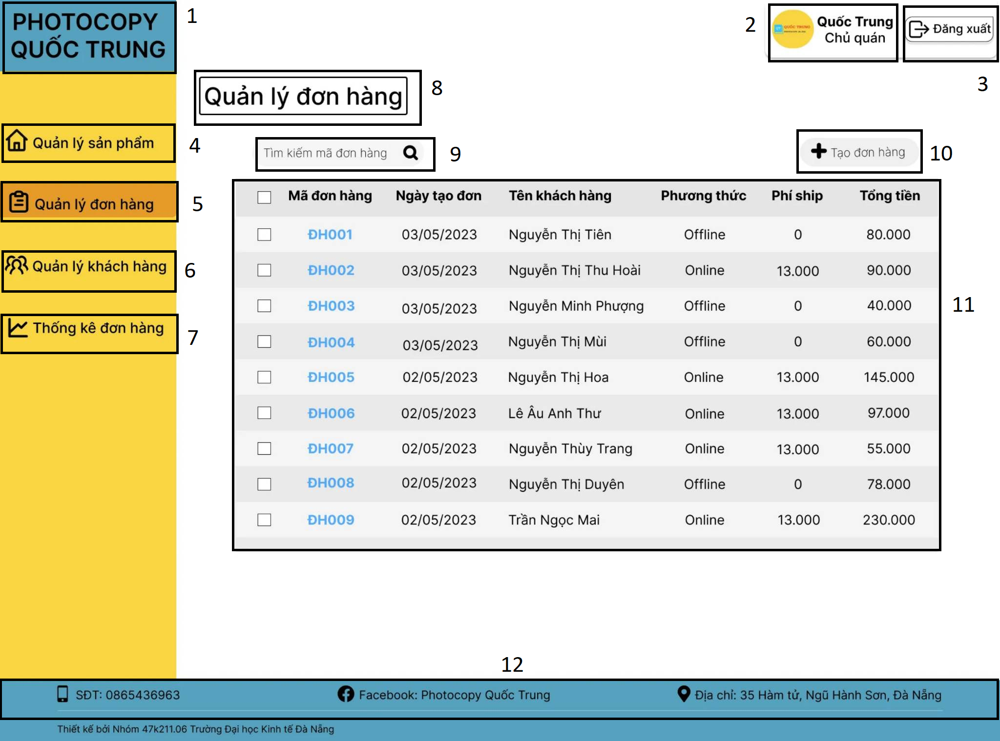 PHOTOCOPY
QUỐC TRUNG
1
2
QT QUỐC TRUNG
Quốc Trung
Chủ quán
Đăng xuất
3
Quản lý đơn hàng
8
Quản lý sản phẩm
4
Tìm kiếm mã đơn hàng
9
Tạo đơn hàng
10
Quản lý đơn hàng
5
Quản lý khách hàng
6
Thống kê đơn hàng
7
Mã đơn hàng Ngày tạo đơn Tên khách hàng Phương thức Phí ship Tổng tiền
ĐH001 03/05/2023 Nguyễn Thị Tiên Offline 0 80.000
ĐH002 03/05/2023 Nguyễn Thị Thu Hoài Online 13.000 90.000
ĐH003 03/05/2023 Nguyễn Minh Phượng Offline 0 40.000
ĐH004 03/05/2023 Nguyễn Thị Mùi Offline 0 60.000
ĐH005 02/05/2023 Nguyễn Thị Hoa Online 13.000 145.000
ĐH006 02/05/2023 Lê Âu Anh Thư Online 13.000 97.000
ĐH007 02/05/2023 Nguyễn Thùy Trang Online 13.000 55.000
ĐH008 02/05/2023 Nguyễn Thị Duyên Offline 0 78.000
ĐH009 02/05/2023 Trần Ngọc Mai Online 13.000 230.000
11
12
SĐT: 0865436963
Facebook: Photocopy Quốc Trung
Địa chỉ: 35 Hàm tử, Ngũ Hành Sơn, Đà Nẵng
Thiết kế bởi Nhóm 47k211.06 Trường Đại học Kinh tế Đà Nẵng